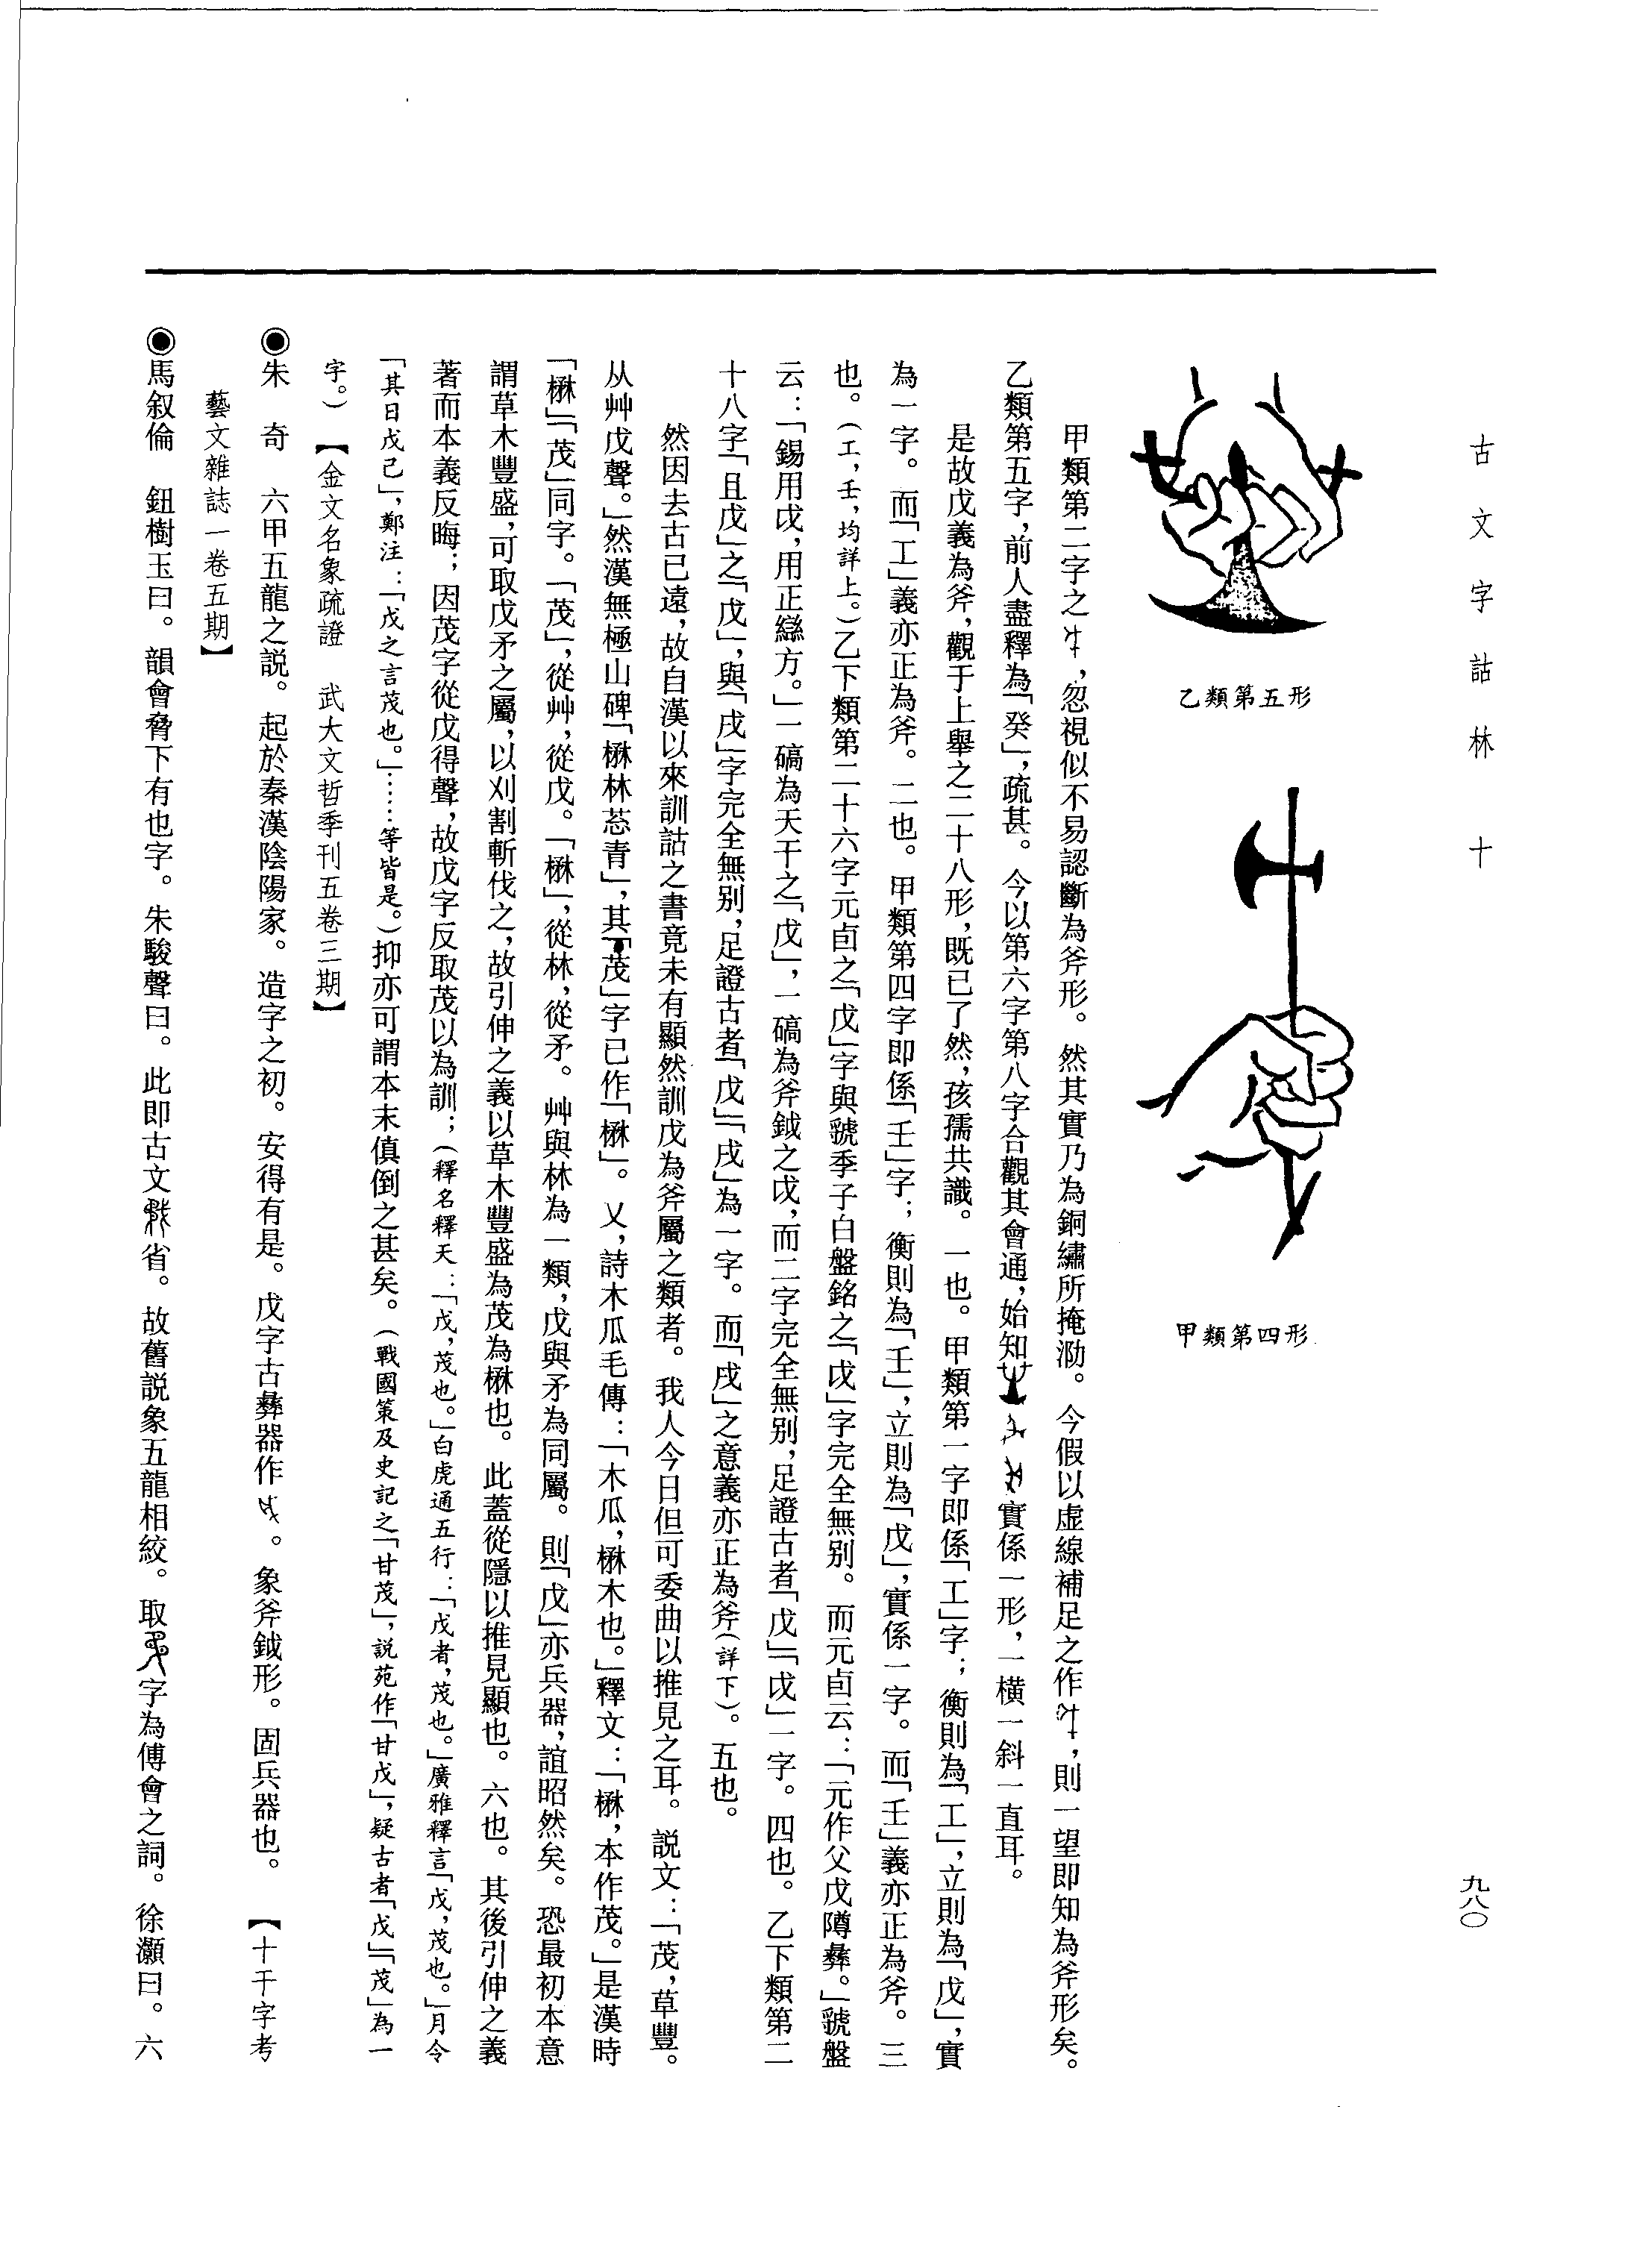 古文字詁林　十
九八〇
乙類第五形
甲類第四形
甲類第二字之，忽視似不易認斷為斧形。然其實乃為銅繡所掩泐。今假以虛線補足之作，則一望即知為斧形矣。
乙類第五字，前人盡釋為「癸」，疏甚。今以第六字第八字合觀其會通，始知實係一形，一橫一斜一直耳。
是故戊義為斧，觀于上舉之二十八形，既已了然，孩孺共識。一也。甲類第一字即係「工」字；衡則為「工」，立則為「戊」，實
為一字。而「工」義亦正為斧。二也。甲類第四字即係「壬」字；衡則為「壬」，立則為「戊」，實係一字。而「壬」義亦正為斧。三
也。（工，壬，均詳上。）乙下類第二十六字元卣之「戊」字與虢季子白盤銘之「戉」字完全無別。而元卣云：「元作父戊障彝。」虢盤
云：「錫用戉，用正䜌方。」一碻為天干之「戊」，一碻為斧鉞之戉，而二字完全無別，足證古者「戊」「戉」一字。四也。乙下類第二
十八字「且戊」之「戊」，與「戌」字完全無別，足證古者「戊」「戌」為一字。而「戌」之意義亦正為斧（詳下）。五也。
然因去古已遠，故自漢以來訓詁之書竟未有顯然訓戊為斧屬之類者。我人今日但可委曲以推見之耳。説文：「茂，草豐。
从艸戊聲。」然漢無極山碑「楙林苾青」，其「茂」字已作「楙」。又，詩木瓜毛傳：「木瓜，楙木也。」釋文：「楙，本作茂。」是漢時
「楙」「茂」同字。「茂」，從艸，從戊。「楙」，從林，從矛。艸與林為一類，戊與矛為同屬。則「戊」亦兵器，誼昭然矣。恐最初本意
謂草木豐盛，可取戊矛之屬，以刈割斬伐之，故引伸之義以草木豐盛為茂為楙也。此蓋從隱以推見顯也。六也。其後引伸之義
著而本義反晦；因茂字從戊得聲，故戊字反取茂以為訓；（釋名釋天：「戊，茂也。」白虎通五行：「戊者，茂也。」廣雅釋言「戊，茂也。」月令
「其日戊己」，鄭注：「戊之言茂也。」……等皆是。）抑亦可謂本末傎倒之甚矣。（戰國策及史記之「甘茂」，説苑作「甘戊」，疑古者「戊」「茂」為一
字。）【金文名象疏證　武大文哲季刊五卷三期】
◉朱　奇　六甲五龍之説。起於秦漢陰陽家。造字之初。安得有是。戊字古彝器作。象斧鉞形。固兵器也。【十干字考
藝文雜誌一卷五期】
◉馬叙倫　鈕樹玉曰。韻會脅下有也字。朱駿聲曰。此即古文省。故舊説象五龍相絞。取字為傅會之詞。徐灝曰。六